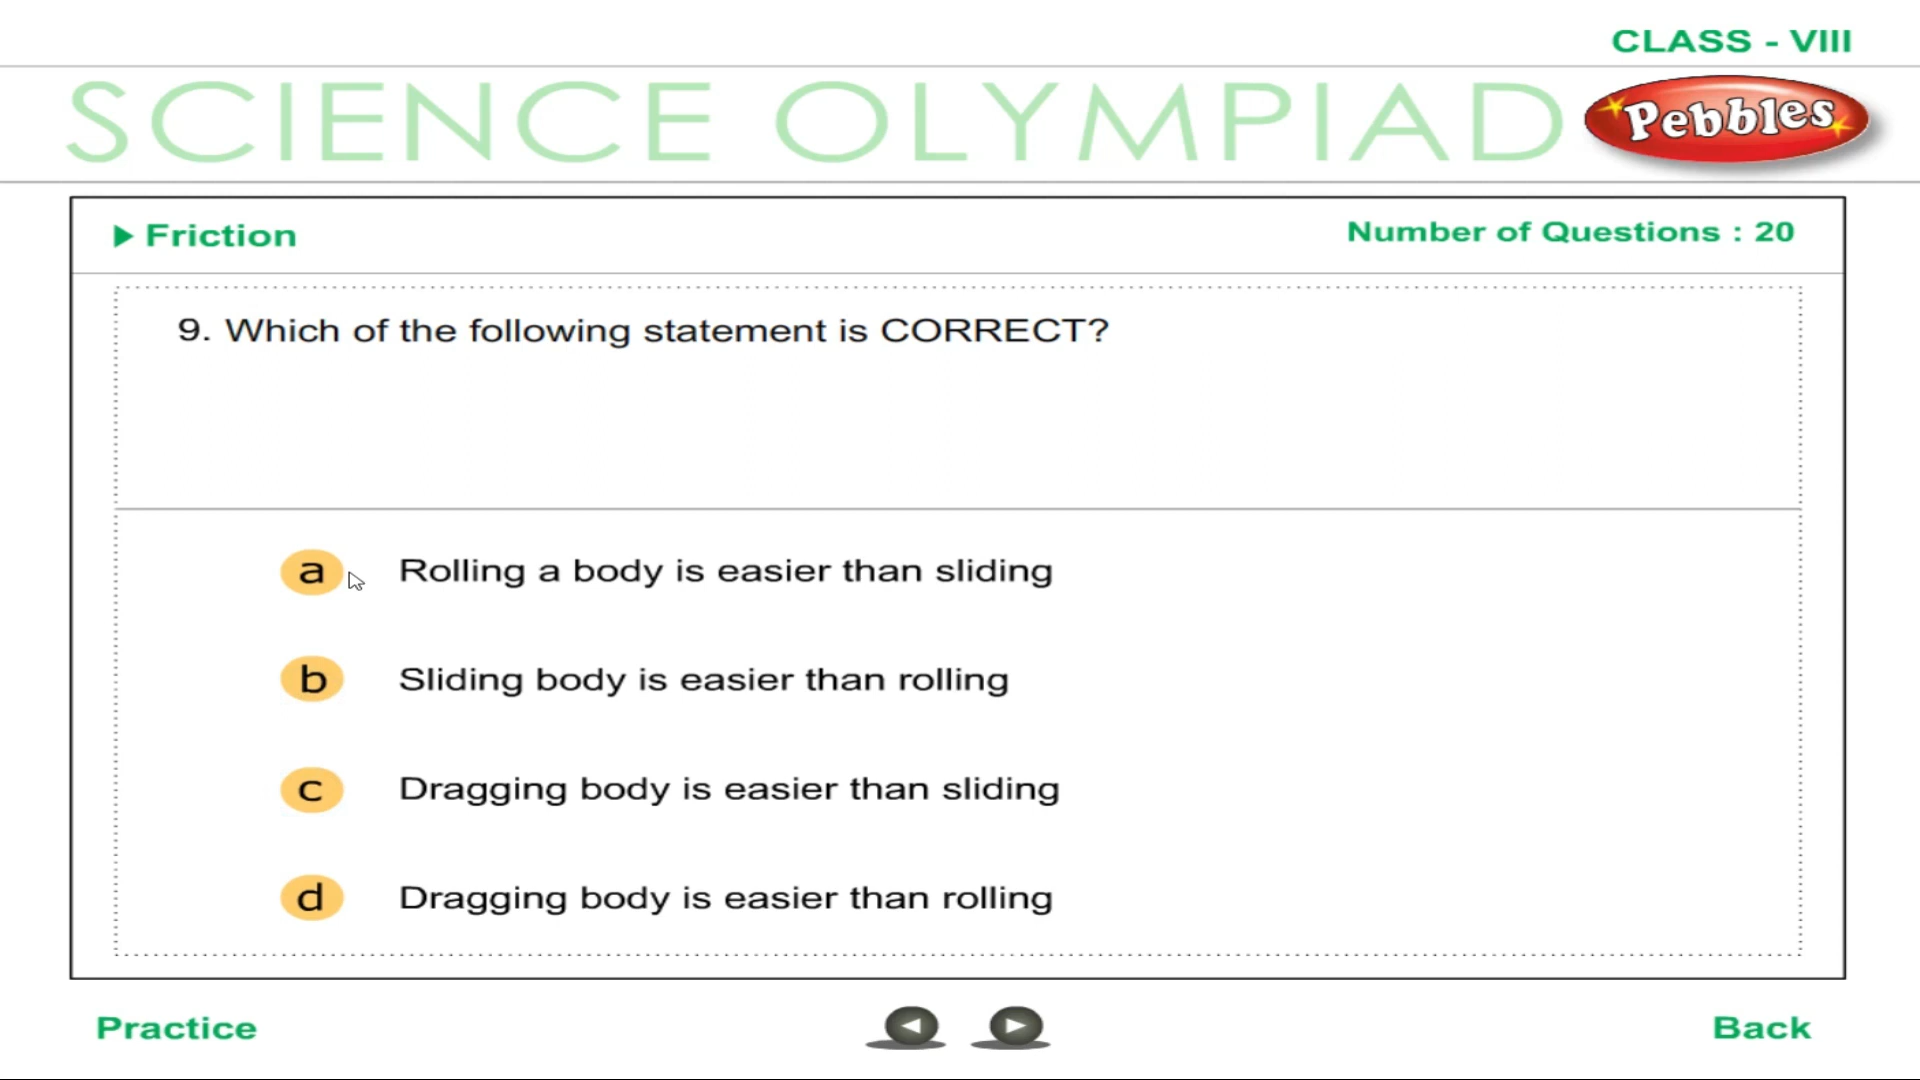 CLASS - VIII
SCIENCE OLYMPIAD
Pebbles
Friction
Number of Questions : 20
9. Which of the following statement is CORRECT?
a Rolling a body is easier than sliding
b Sliding body is easier than rolling
c Dragging body is easier than sliding
d Dragging body is easier than rolling
Practice
Back